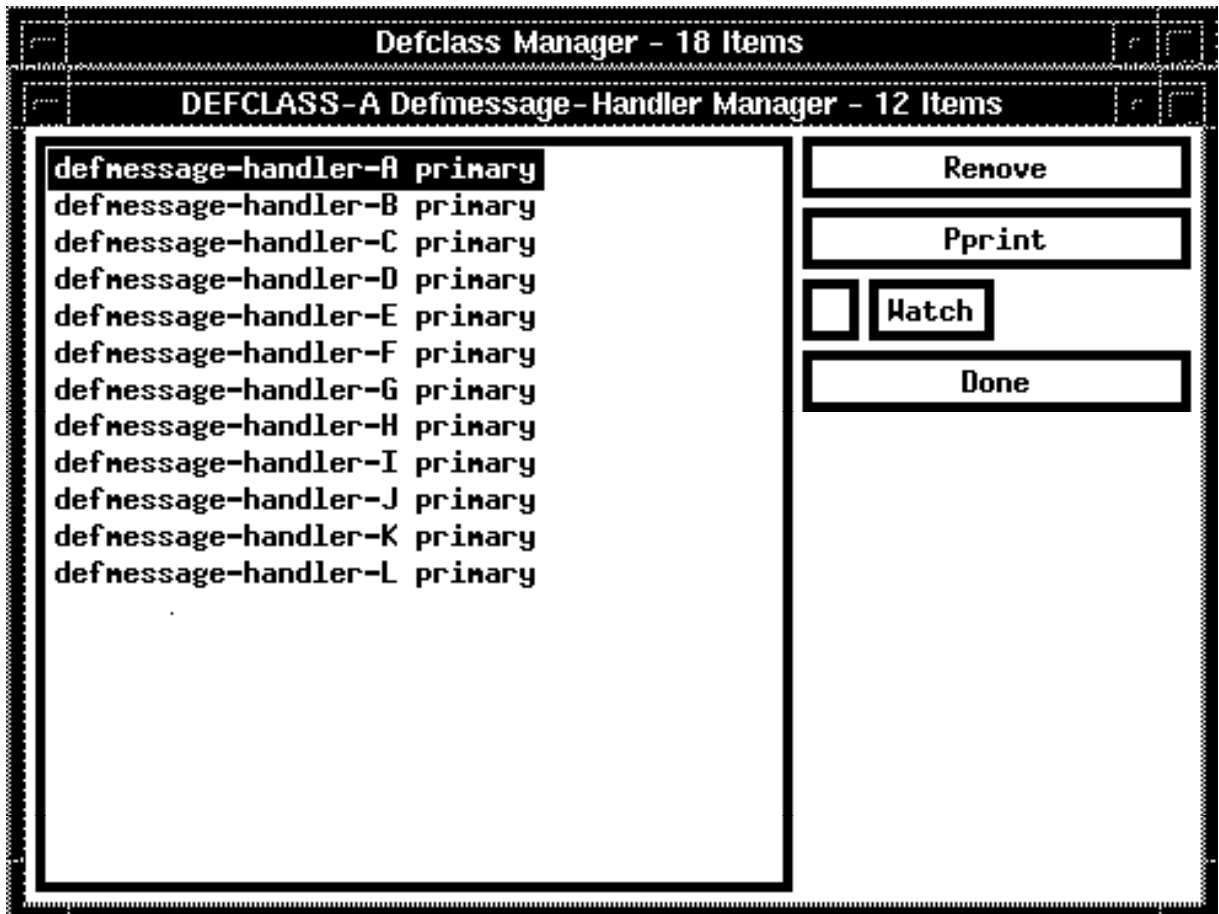 Defclass Manager - 18 Items
DEFCLASS-A Defmessage-Handler Manager - 12 Items
defmessage-handler-A primary
defmessage-handler-B primary
defmessage-handler-C primary
defmessage-handler-D primary
defmessage-handler-E primary
defmessage-handler-F primary
defmessage-handler-G primary
defmessage-handler-H primary
defmessage-handler-I primary
defmessage-handler-J primary
defmessage-handler-K primary
defmessage-handler-L primary
Remove
Pprint
Watch
Done